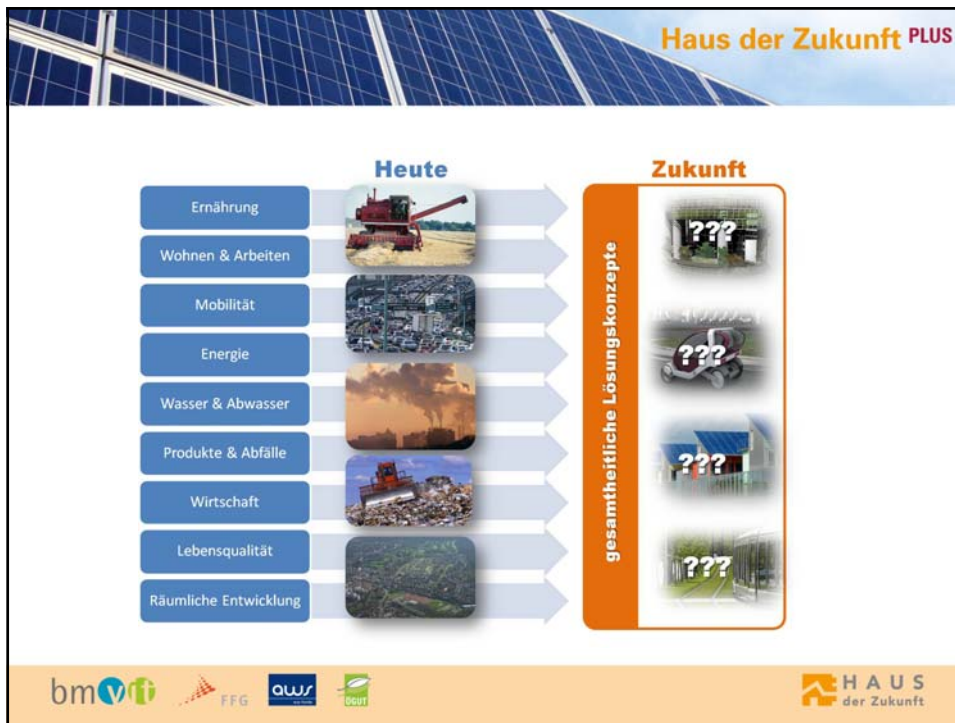 Haus der Zukunft PLUS
Heute
Zukunft
Ernährung
Wohnen & Arbeiten
Mobilität
Energie
Wasser & Abwasser
Produkte & Abfälle
Wirtschaft
Lebensqualität
Räumliche Entwicklung
gesamtheitliche Lösungskonzepte
???
???
???
???
bmvit
FFG
aws
ÖGUT
HAUS
der Zukunft